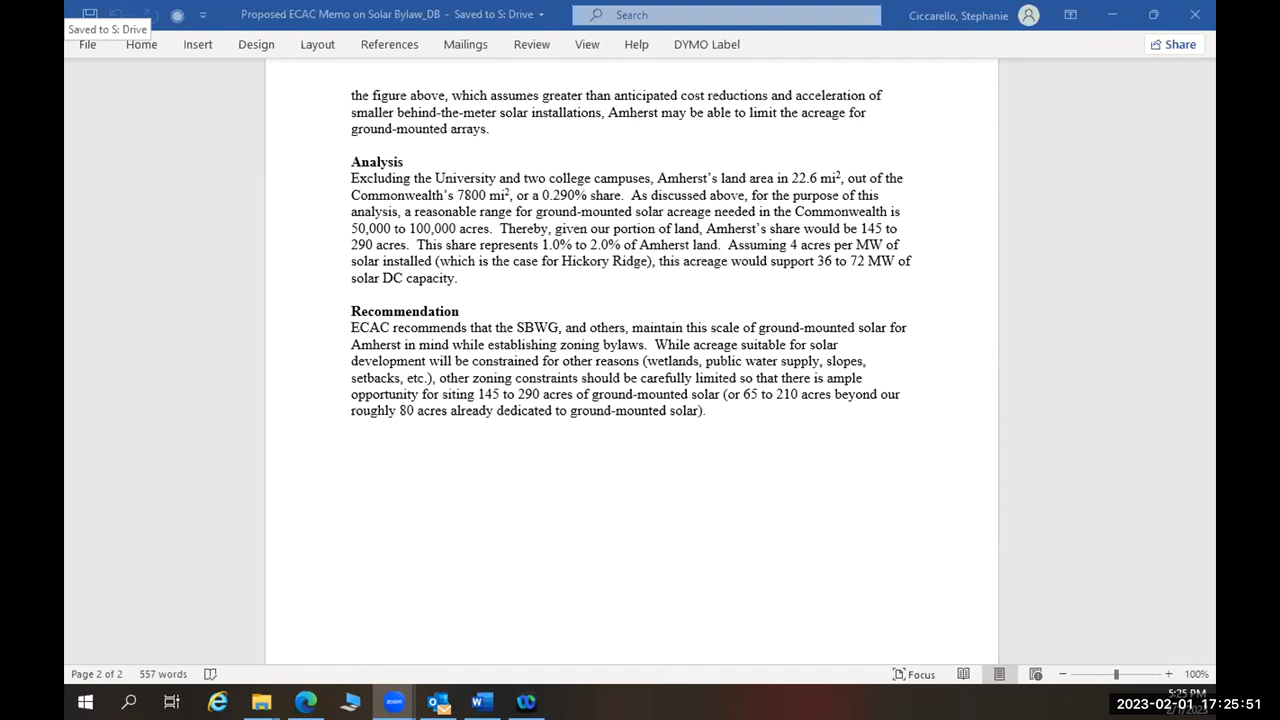 Proposed ECAC Memo on Solar Bylaw_DB - Saved to S: Drive
Search
Ciccarello, Stephanie
Saved to S: Drive
File Home Insert Design Layout References Mailings Review View Help DYMO Label Share
the figure above, which assumes greater than anticipated cost reductions and acceleration of
smaller behind-the-meter solar installations, Amherst may be able to limit the acreage for
ground-mounted arrays.
Analysis
Excluding the University and two college campuses, Amherst's land area in 22.6 mi², out of the
Commonwealth's 7800 mi², or a 0.290% share. As discussed above, for the purpose of this
analysis, a reasonable range for ground-mounted solar acreage needed in the Commonwealth is
50,000 to 100,000 acres. Thereby, given our portion of land, Amherst's share would be 145 to
290 acres. This share represents 1.0% to 2.0% of Amherst land. Assuming 4 acres per MW of
solar installed (which is the case for Hickory Ridge), this acreage would support 36 to 72 MW of
solar DC capacity.
Recommendation
ECAC recommends that the SBWG, and others, maintain this scale of ground-mounted solar for
Amherst in mind while establishing zoning bylaws. While acreage suitable for solar
development will be constrained for other reasons (wetlands, public water supply, slopes,
setbacks, etc.), other zoning constraints should be carefully limited so that there is ample
opportunity for siting 145 to 290 acres of ground-mounted solar (or 65 to 210 acres beyond our
roughly 80 acres already dedicated to ground-mounted solar).
Page 2 of 2 557 words Focus 100%
zoom
5:25 PM
2023-02-01 17:25:51